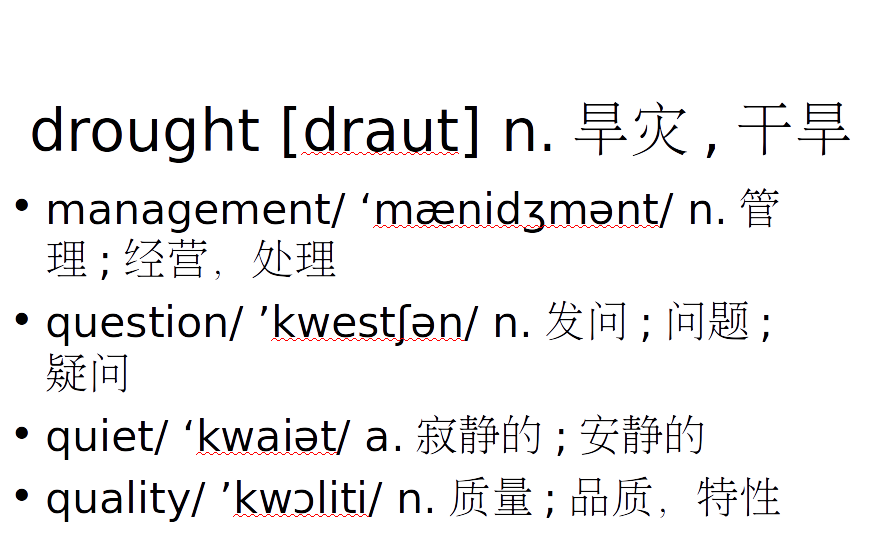 drought [draut] n. 旱灾 , 干旱
• management/ ‘mænidʒmənt/ n. 管
理 ; 经营，处理
• question/ ’kwestʃən/ n. 发问 ; 问题 ;
疑问
• quiet/ ‘kwaiət/ a. 寂静的 ; 安静的
• quality/ ’kwɔliti/ n. 质量 ; 品质，特性